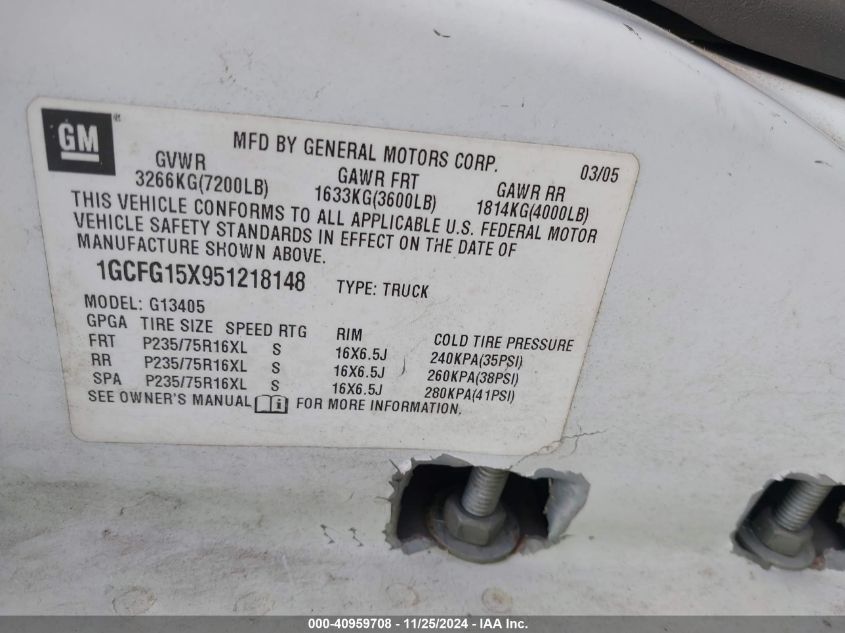 GM
MFD BY GENERAL MOTORS CORP. 03/05
GVWR GAWR FRT GAWR RR
3266KG(7200LB) 1633KG(3600LB) 1814KG(4000LB)
THIS VEHICLE CONFORMS TO ALL APPLICABLE U.S. FEDERAL MOTOR
VEHICLE SAFETY STANDARDS IN EFFECT ON THE DATE OF
MANUFACTURE SHOWN ABOVE.
1GCFG15X951218148 TYPE: TRUCK
MODEL: G13405
GPGA TIRE SIZE SPEED RTG RIM COLD TIRE PRESSURE
FRT P235/75R16XL S 16X6.5J 240KPA(35PSI)
RR P235/75R16XL S 16X6.5J 260KPA(38PSI)
SPA P235/75R16XL S 16X6.5J 280KPA(41PSI)
SEE OWNER'S MANUAL FOR MORE INFORMATION.
000-40959708 - 11/25/2024 - IAA Inc.